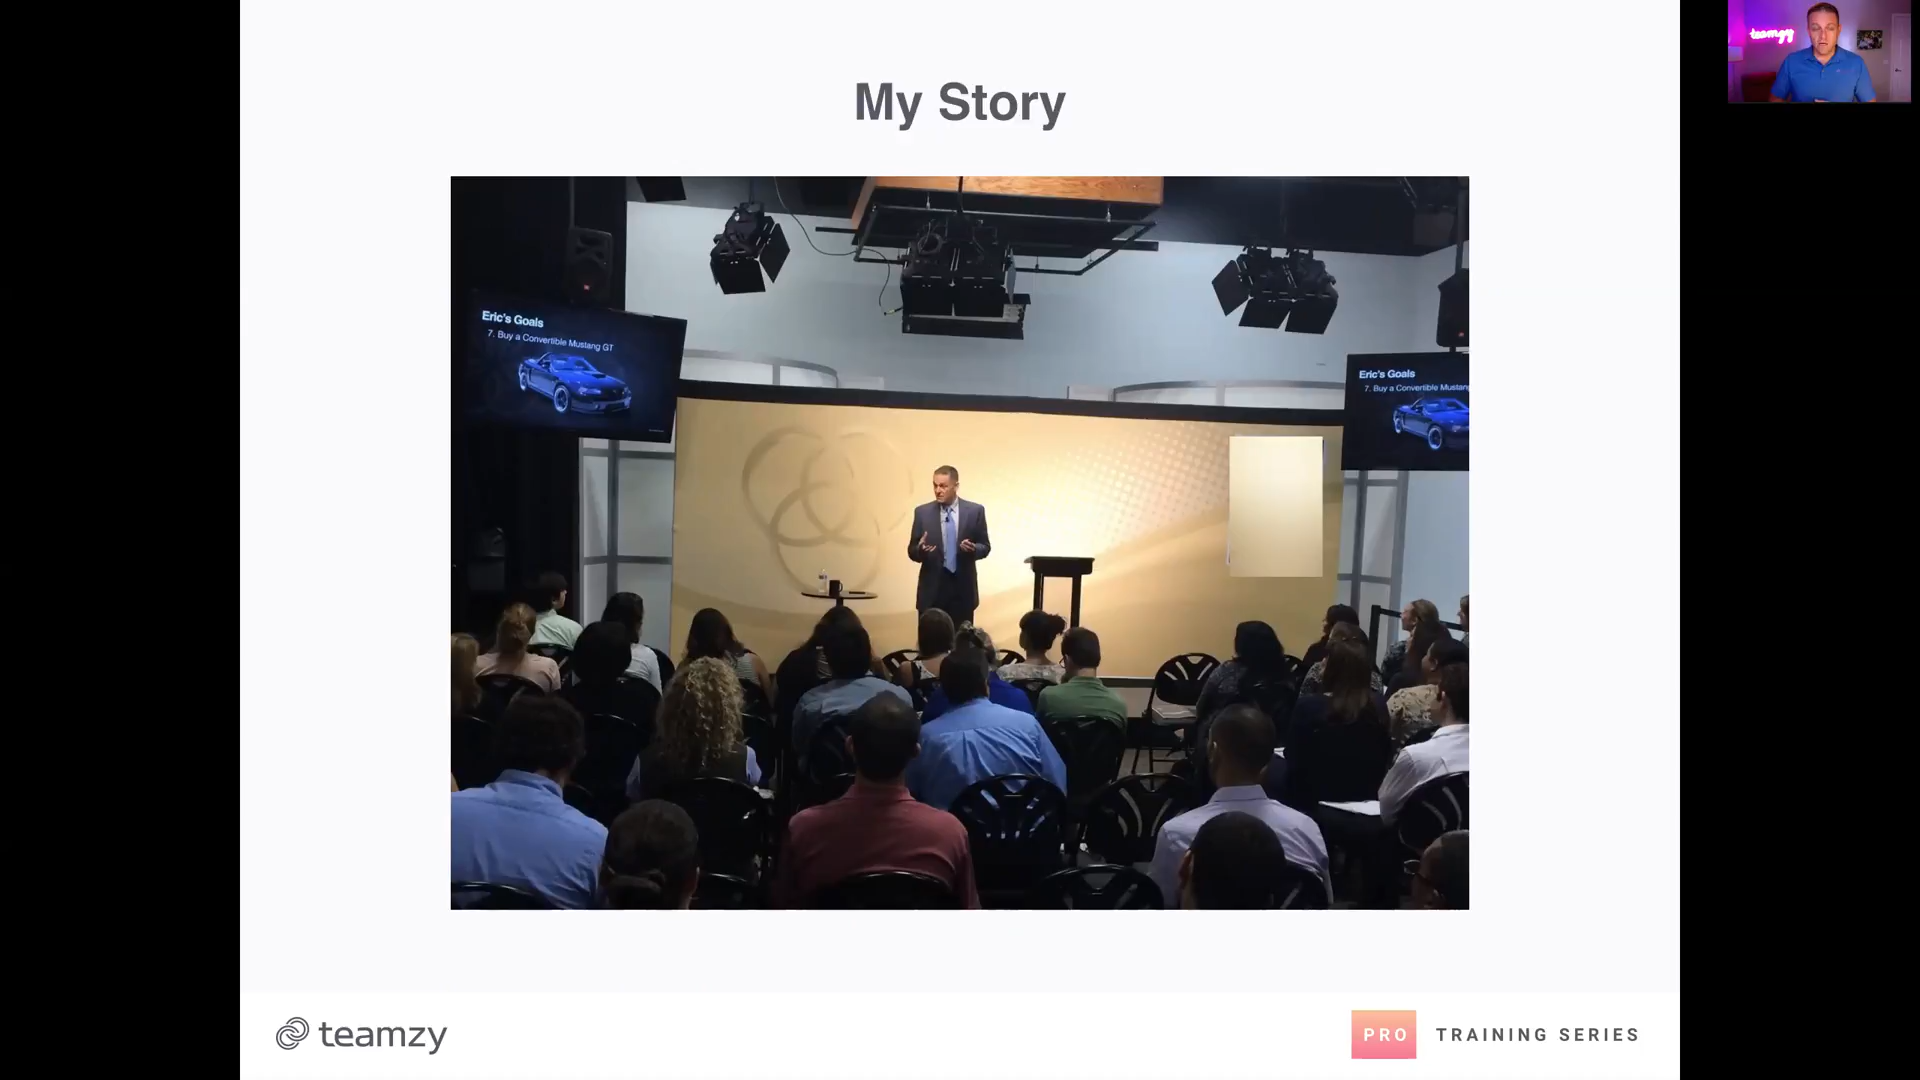 My Story
teamzy
Eric's Goals
7. Buy a Convertible Mustang GT
Eric's Goals
7. Buy a Convertible Mustang
teamzy
PRO TRAINING SERIES